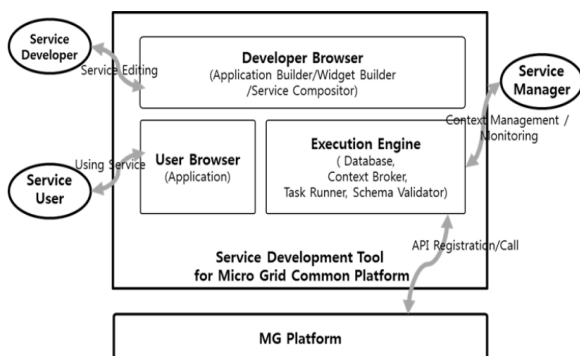 Service
Developer
Service Editing
Developer Browser
(Application Builder/Widget Builder
/Service Compositor)
Service
Manager
Context Management /
Monitoring
Using Service
Service
User
User Browser
(Application)
Execution Engine
( Database,
Context Broker,
Task Runner, Schema Validator)
API Registration/Call
Service Development Tool
for Micro Grid Common Platform
MG Platform